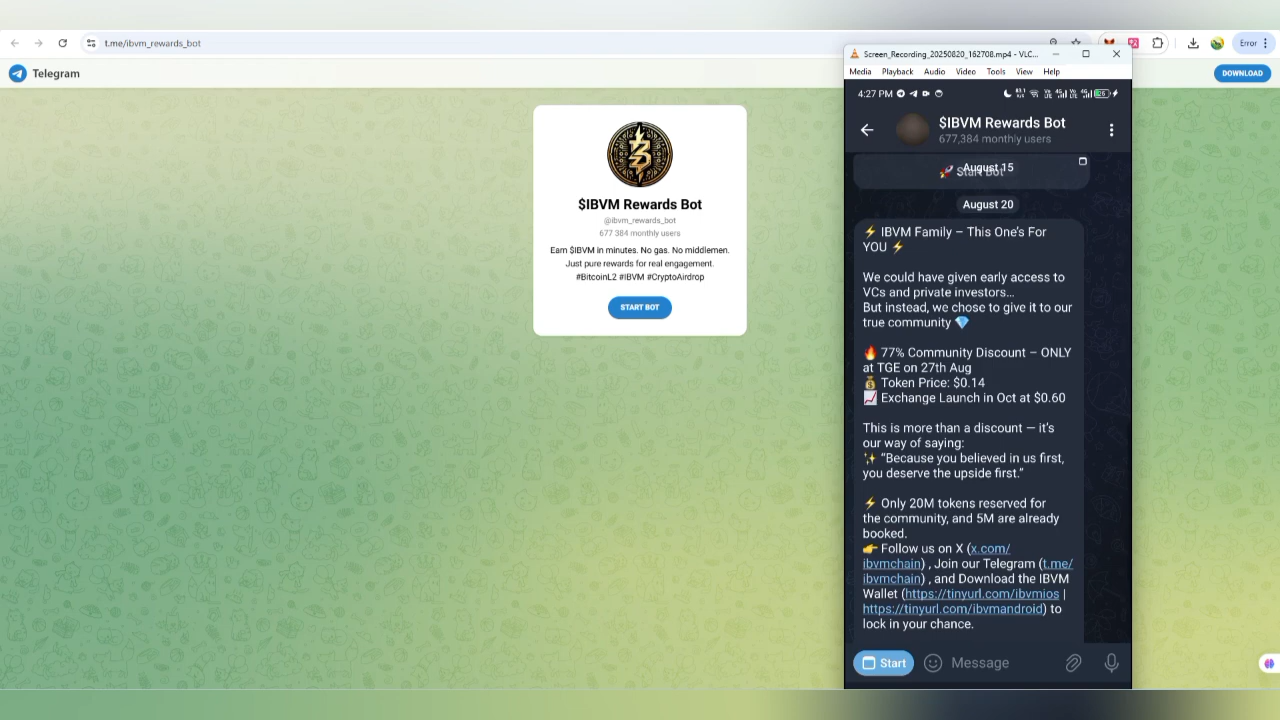 t.me/ibvm_rewards_bot
Error
Telegram
DOWNLOAD
$IBVM Rewards Bot
@ibvm_rewards_bot
677 384 monthly users
Earn $IBVM in minutes. No gas. No middlemen.
Just pure rewards for real engagement.
#BitcoinL2 #IBVM #CryptoAirdrop
START BOT
Screen_Recording_20250820_162708.mp4 - VLC...
Media Playback Audio Video Tools View Help
4:27 PM
$IBVM Rewards Bot
677,384 monthly users
🚀 Start Bot
August 15
August 20
⚡ IBVM Family – This One's For
YOU ⚡
We could have given early access to
VCs and private investors...
But instead, we chose to give it to our
true community 💎
🔥 77% Community Discount – ONLY
at TGE on 27th Aug
💰 Token Price: $0.14
📈 Exchange Launch in Oct at $0.60
This is more than a discount — it's
our way of saying:
✨ “Because you believed in us first,
you deserve the upside first.”
⚡ Only 20M tokens reserved for
the community, and 5M are already
booked.
👉 Follow us on X (x.com/
ibvmchain) , Join our Telegram (t.me/
ibvmchain) , and Download the IBVM
Wallet (https://tinyurl.com/ibvmios |
https://tinyurl.com/ibvmandroid) to
lock in your chance.
Start
Message